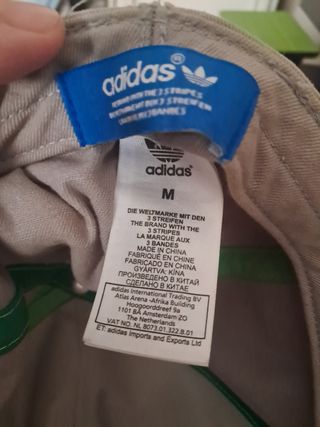 adidas ®
DIE WELTMARKE MIT DEN
3 STREIFEN
THE BRAND WITH THE
3 STRIPES
LA MARQUE AUX
3 BANDES
adidas
M
MADE IN CHINA
FABRIQUÉ EN CHINE
FABRICADO EN CHINA
GYÁRTVA: KÍNA
ПРОИЗВЕДЕНО В КИТАЙ
СДЕЛАНО В КИТАЕ
adidas International Trading BV
Atlas Arena -Afrika Building
Hoogoorddreef 9a
1101 BA Amsterdam ZO
The Netherlands
VAT NO. NL 8073.01.322.B.01
ET: adidas Imports and Exports Ltd